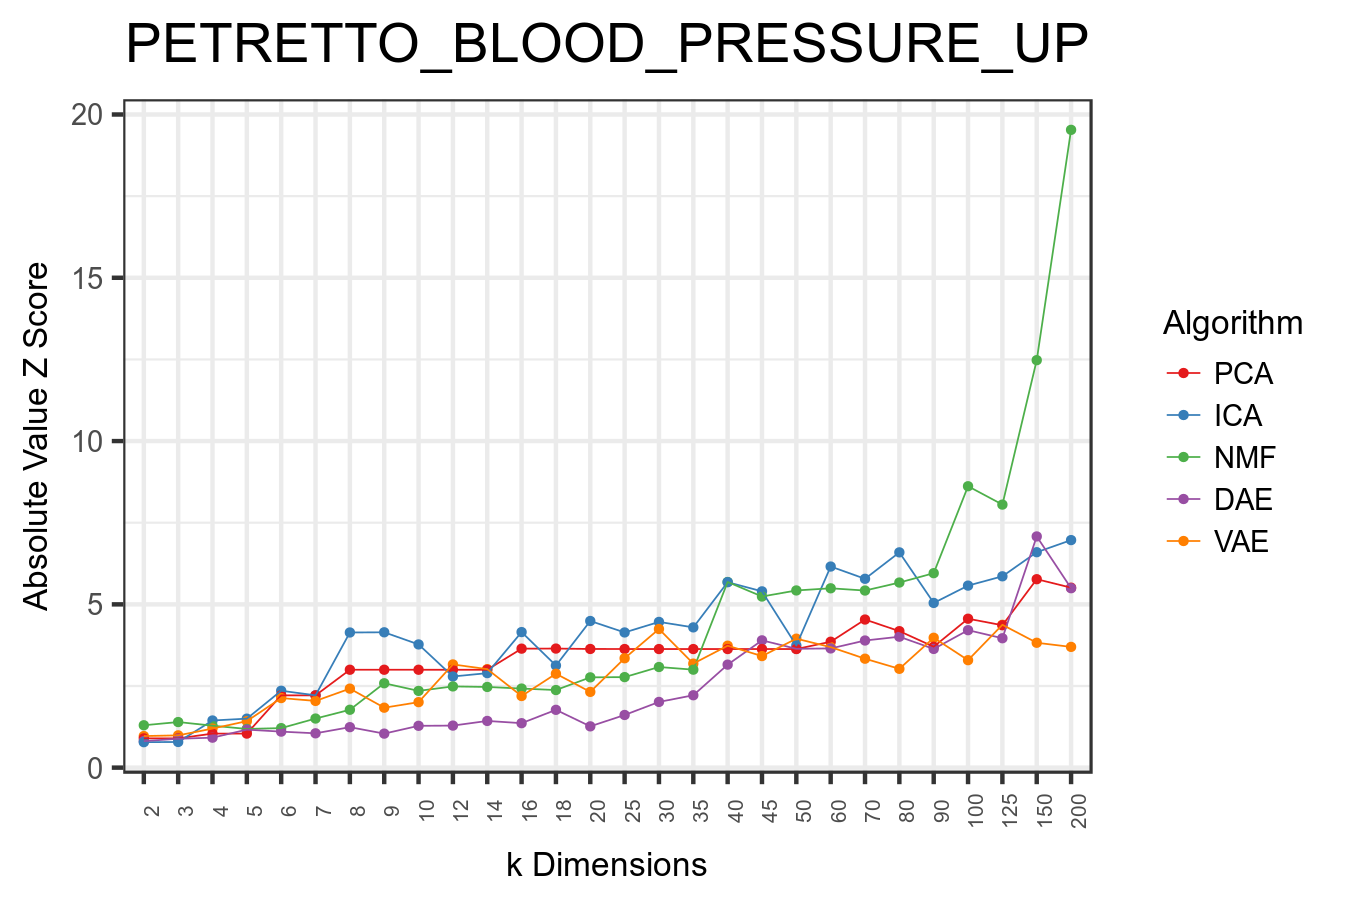 PETRETTO_BLOOD_PRESSURE_UP
Absolute Value Z Score
20
15
10
5
0
2 3 4 5 6 7 8 9 10 12 14 16 18 20 25 30 35 40 45 50 60 70 80 90 100 125 150 200
k Dimensions
Algorithm
PCA
ICA
NMF
DAE
VAE